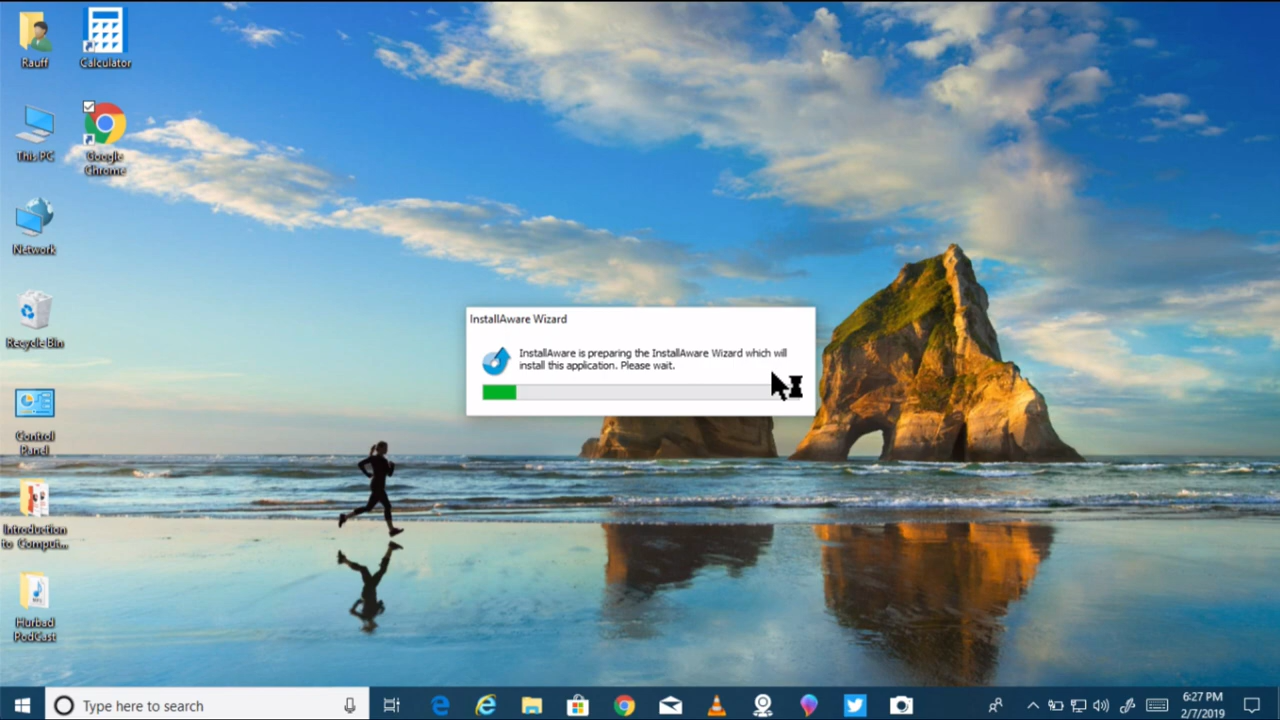 Rauff
Calculator
This PC
Google
Chrome
Network
Recycle Bin
Control
Panel
Introduction
to Comput...
Hurbad
PodCast
InstallAware Wizard
InstallAware is preparing the InstallAware Wizard which will
install this application. Please wait.
Type here to search
6:27 PM
2/7/2019